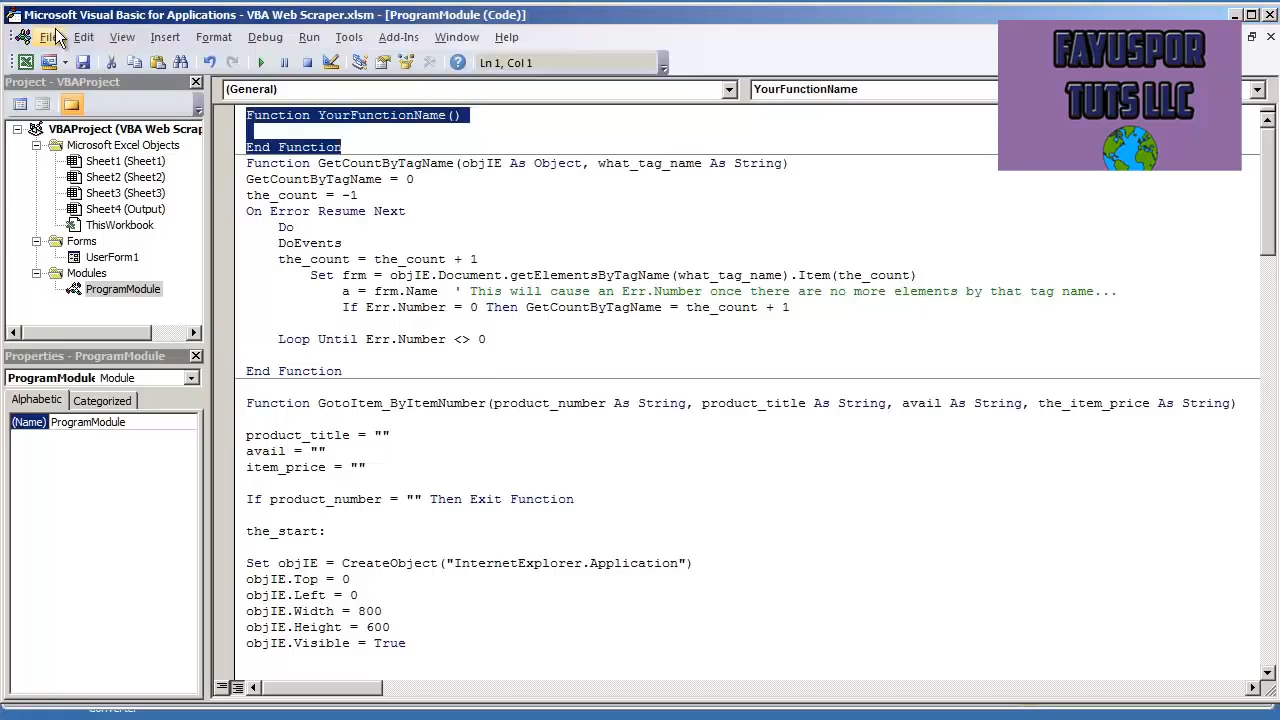 Microsoft Visual Basic for Applications - VBA Web Scraper.xlsm - [ProgramModule (Code)]
File Edit View Insert Format Debug Run Tools Add-Ins Window Help
Ln 1, Col 1
FAYUSPOR
TUTS LLC
Project - VBAProject
VBAProject (VBA Web Scrap
Microsoft Excel Objects
Sheet1 (Sheet1)
Sheet2 (Sheet2)
Sheet3 (Sheet3)
Sheet4 (Output)
ThisWorkbook
Forms
UserForm1
Modules
ProgramModule
Properties - ProgramModule
ProgramModule Module
Alphabetic Categorized
(Name) ProgramModule
(General) YourFunctionName
Function YourFunctionName()
End Function
Function GetCountByTagName(objIE As Object, what_tag_name As String)
GetCountByTagName = 0
the_count = -1
On Error Resume Next
Do
DoEvents
the_count = the_count + 1
Set frm = objIE.Document.getElementsByTagName(what_tag_name).Item(the_count)
a = frm.Name ' This will cause an Err.Number once there are no more elements by that tag name...
If Err.Number = 0 Then GetCountByTagName = the_count + 1
Loop Until Err.Number <> 0
End Function
Function GotoItem_ByItemNumber(product_number As String, product_title As String, avail As String, the_item_price As String)
product_title = ""
avail = ""
item_price = ""
If product_number = "" Then Exit Function
the_start:
Set objIE = CreateObject("InternetExplorer.Application")
objIE.Top = 0
objIE.Left = 0
objIE.Width = 800
objIE.Height = 600
objIE.Visible = True